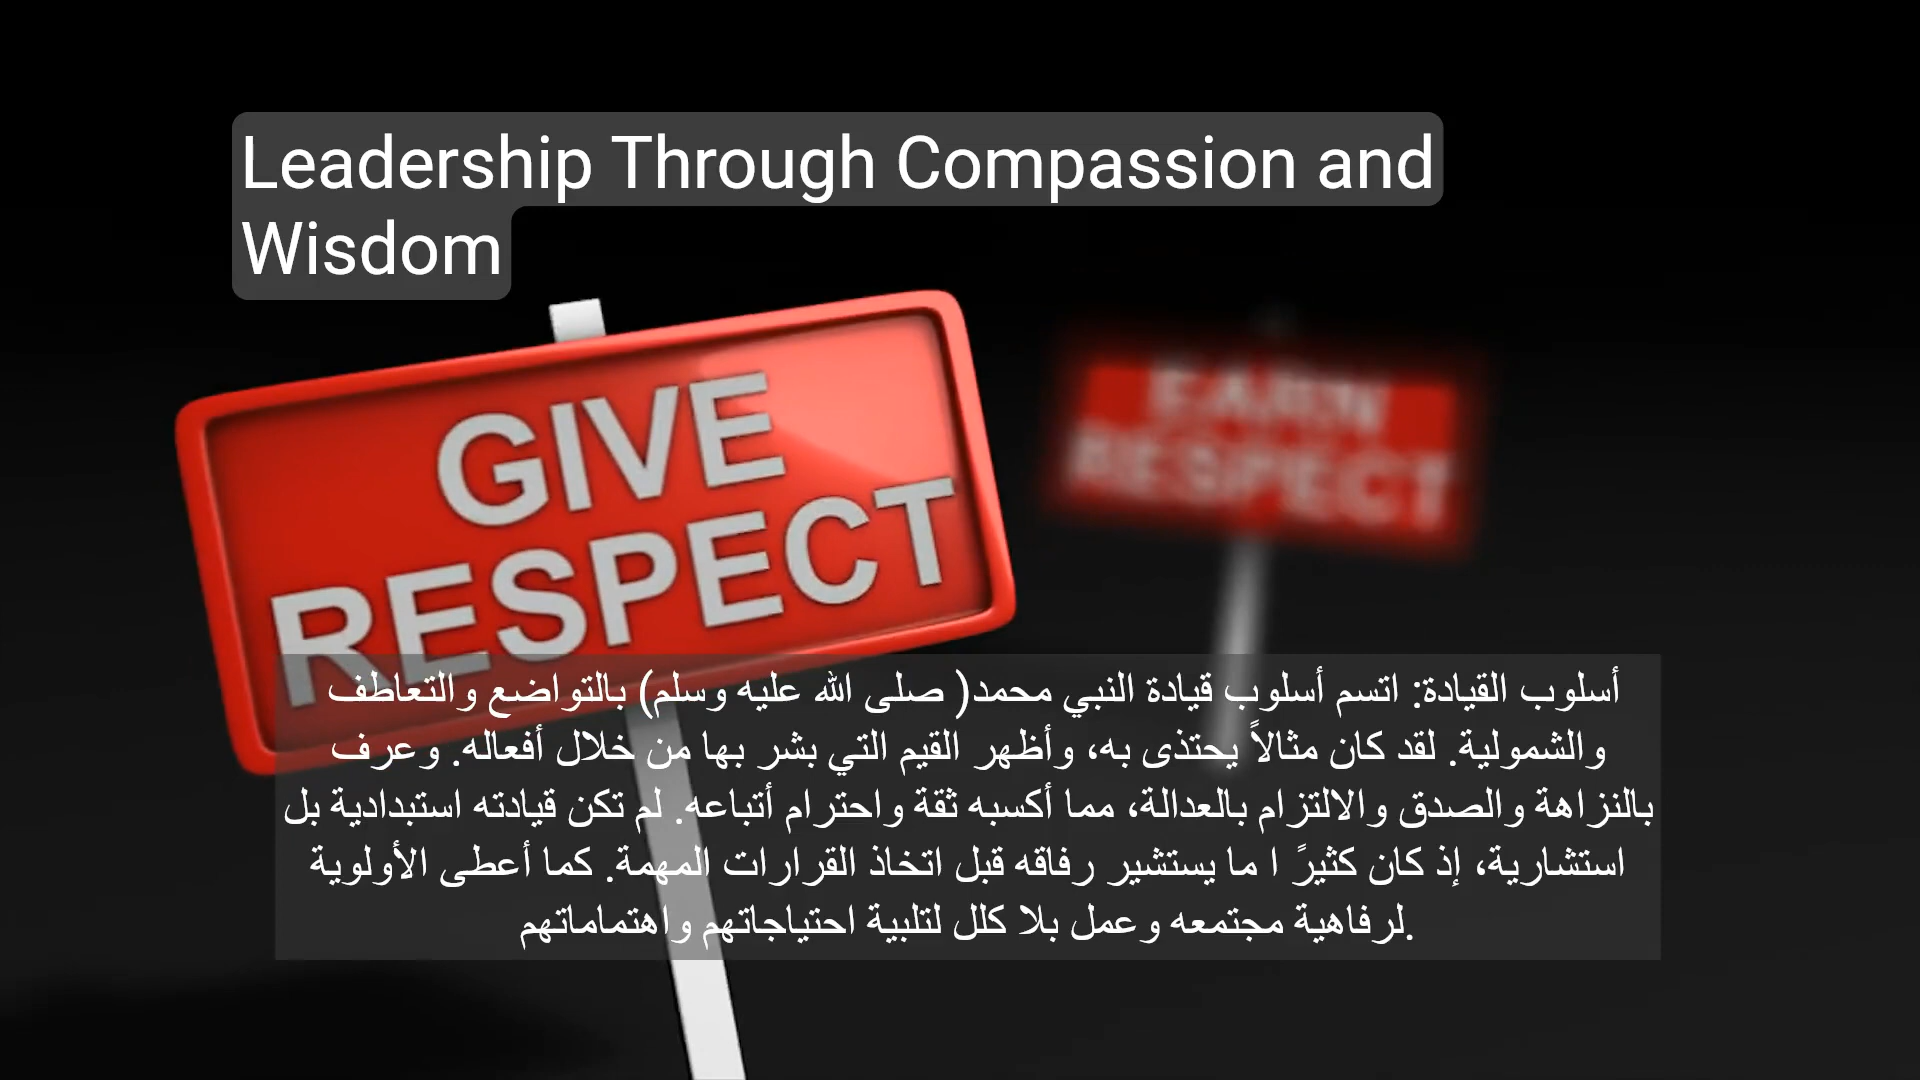 Leadership Through Compassion and
Wisdom
GIVE
RESPECT
EARN
RESPECT
أسلوب القيادة: اتسم أسلوب قيادة النبي محمد( صلى الله عليه وسلم) بالتواضع والتعاطف
والشمولية. لقد كان مثالاً يحتذى به، وأظهر القيم التي بشر بها من خلال أفعاله. وعرف
بالنزاهة والصدق والالتزام بالعدالة، مما أكسبه ثقة واحترام أتباعه. لم تكن قيادته استبدادية بل
استشارية، إذ كان كثيرً ا ما يستشير رفاقه قبل اتخاذ القرارات المهمة. كما أعطى الأولوية
.لرفاهية مجتمعه وعمل بلا كلل لتلبية احتياجاتهم واهتماماتهم